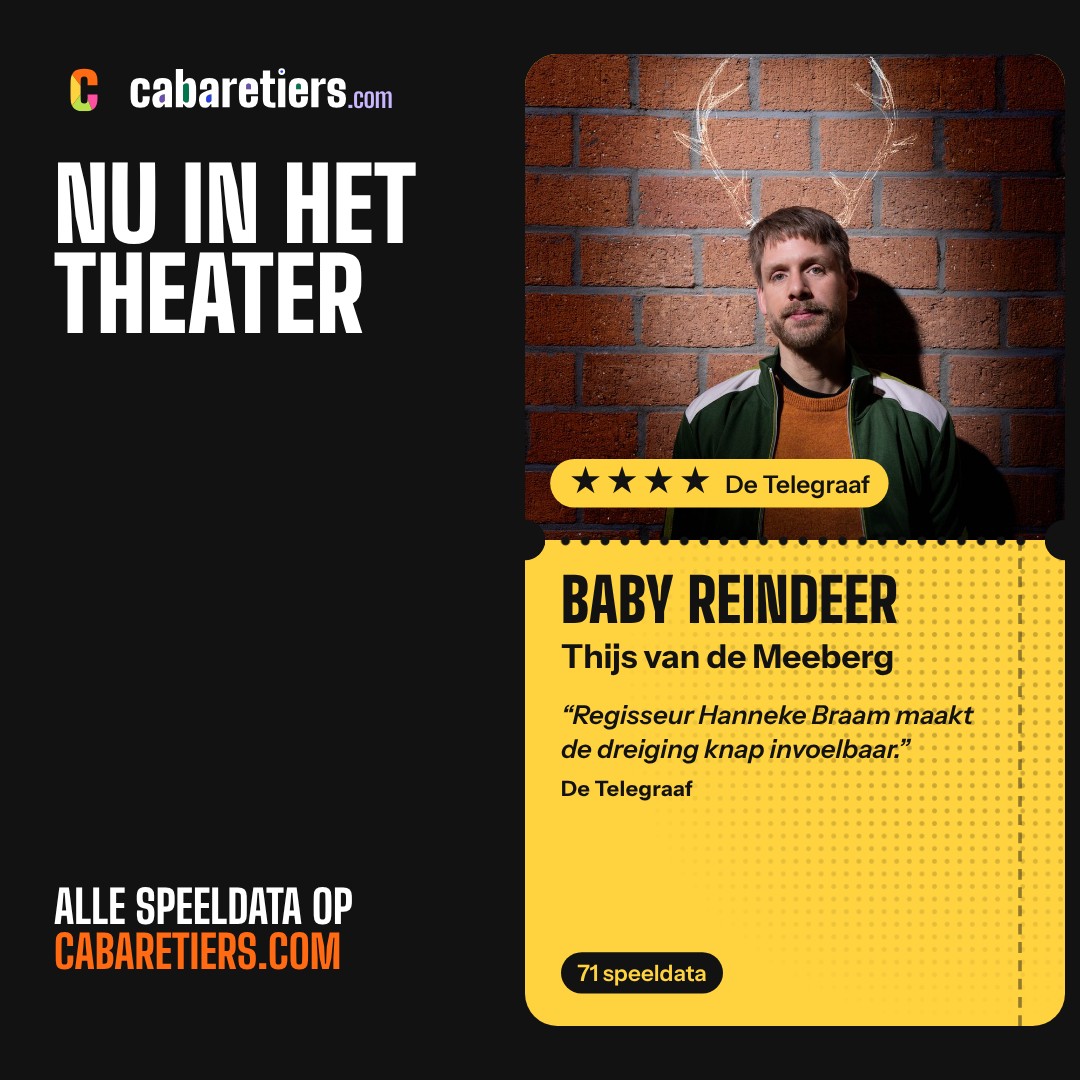 cabaretiers.com
NU IN HET
THEATER
★★★★ De Telegraaf
BABY REINDEER
Thijs van de Meeberg
“Regisseur Hanneke Braam maakt
de dreiging knap invoelbaar.”
De Telegraaf
71 speeldata
ALLE SPEELDATA OP
CABARETIERS.COM